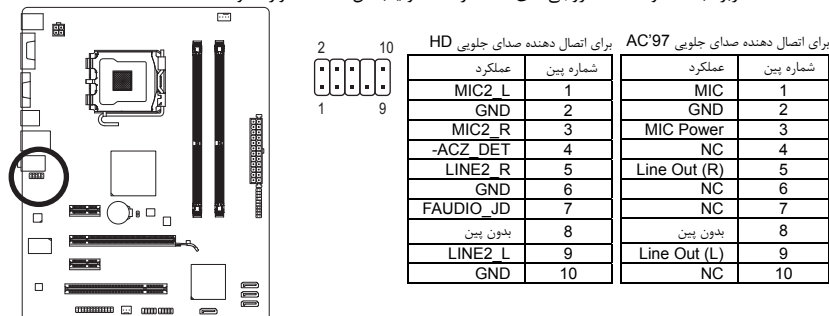 2 10
1 9
برای اتصال دهنده صدای جلویی HD
شماره پین عملکرد
1 MIC2_L
2 GND
3 MIC2_R
4 -ACZ_DET
5 LINE2_R
6 GND
7 FAUDIO_JD
8 بدون پین
9 LINE2_L
10 GND
برای اتصال دهنده صدای جلویی AC’97
شماره پین عملکرد
1 MIC
2 GND
3 MIC Power
4 NC
5 Line Out (R)
6 NC
7 NC
8 بدون پین
9 Line Out (L)
10 NC